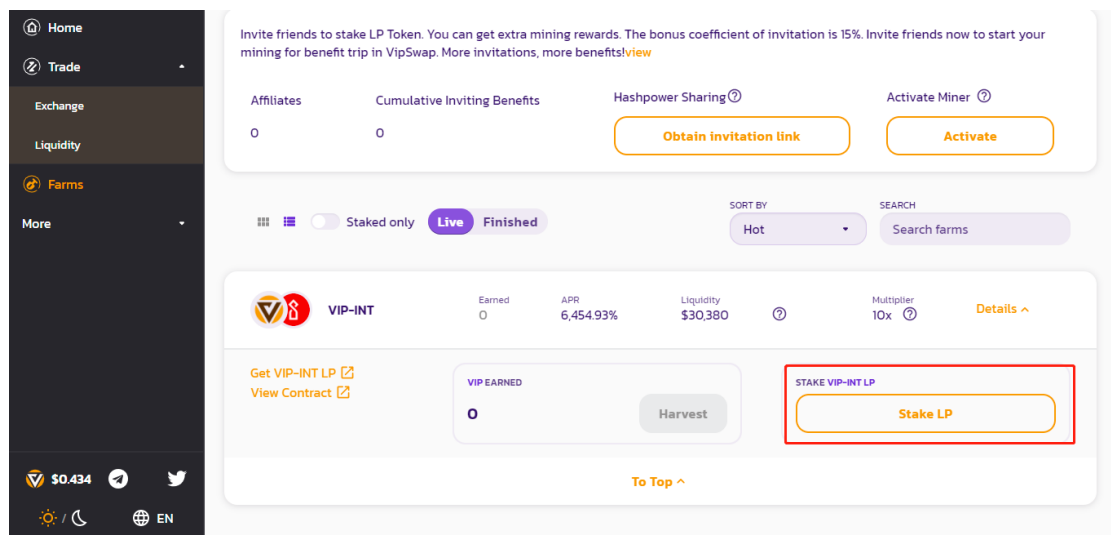 Home
Trade
Exchange
Liquidity
Farms
More
$0.434
EN
Invite friends to stake LP Token. You can get extra mining rewards. The bonus coefficient of invitation is 15%. Invite friends now to start your
mining for benefit trip in VipSwap. More invitations, more benefits!view
Affiliates Cumulative Inviting Benefits Hashpower Sharing Activate Miner
0 0 Obtain invitation link Activate
Staked only Live Finished
SORT BY SEARCH
Hot Search farms
Earned APR Liquidity Multiplier
VIP-INT 0 6,454.93% $30,380 10x Details
Get VIP-INT LP
View Contract
VIP EARNED
0 Harvest
STAKE VIP-INT LP
Stake LP
To Top